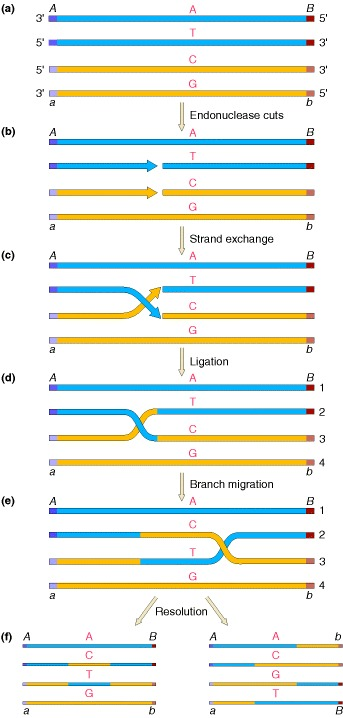 (a) A A B
3' 5'
T
5' 3'
C
5' 3'
G
3' 5'
a b
Endonuclease cuts
(b) A A B
T
C
G
a b
Strand exchange
(c) A A B
T
C
G
a b
Ligation
(d) A A B
1
T
2
C
3
G
4
a b
Branch migration
(e) A A B
1
C
2
T
3
G
4
a b
Resolution
(f) A A B A A b
C C
T G
G T
a b a B